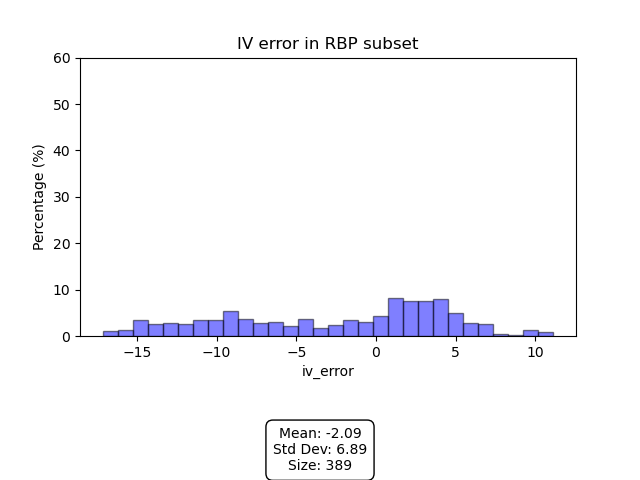 IV error in RBP subset
60
50
40
30
20
10
0
Percentage (%)
−15
−10
−5
0
5
10
iv_error
Mean: -2.09
Std Dev: 6.89
Size: 389